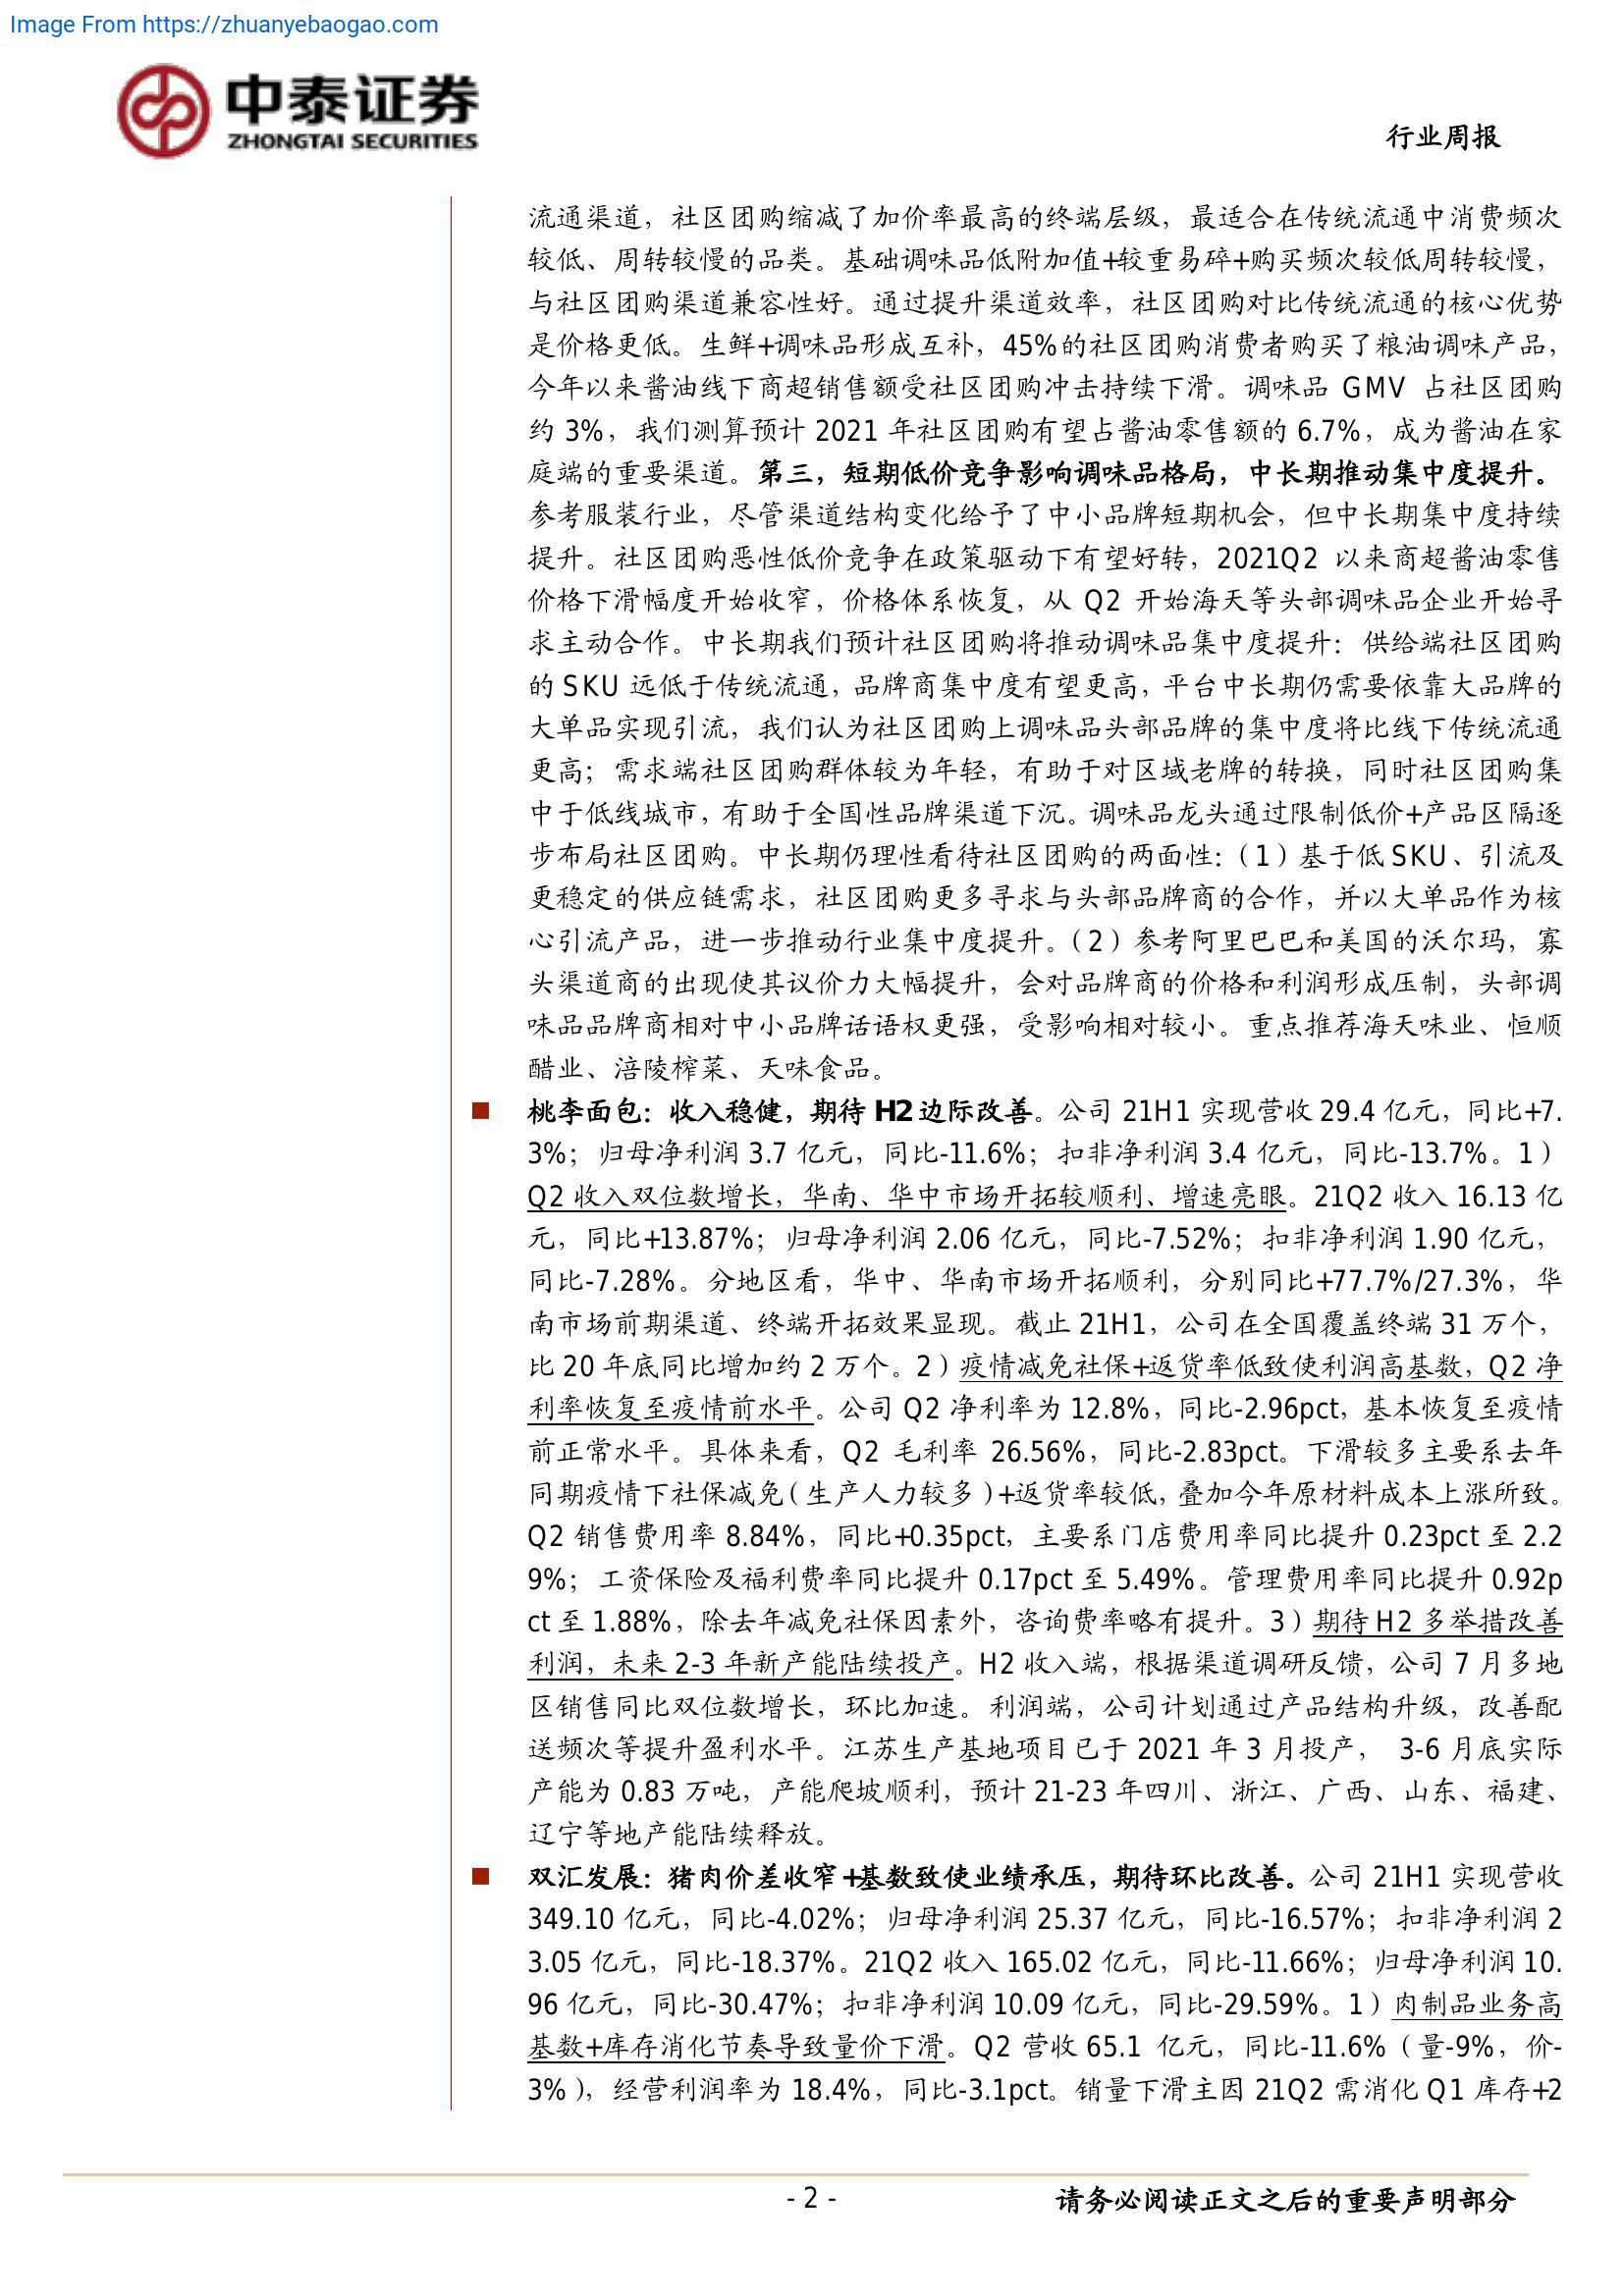 Image From https://zhuanyebaogao.com
中泰证券
ZHONGTAI SECURITIES
行业周报
流通渠道，社区团购缩减了加价率最高的终端层级，最适合在传统流通中消费频次
较低、周转较慢的品类。基础调味品低附加值+较重易碎+购买频次较低周转较慢，
与社区团购渠道兼容性好。通过提升渠道效率，社区团购对比传统流通的核心优势
是价格更低。生鲜+调味品形成互补，45%的社区团购消费者购买了粮油调味产品，
今年以来酱油线下商超销售额受社区团购冲击持续下滑。调味品 GMV 占社区团购
约 3%，我们测算预计 2021 年社区团购有望占酱油零售额的 6.7%，成为酱油在家
庭端的重要渠道。第三，短期低价竞争影响调味品格局，中长期推动集中度提升。
参考服装行业，尽管渠道结构变化给予了中小品牌短期机会，但中长期集中度持续
提升。社区团购恶性低价竞争在政策驱动下有望好转，2021Q2 以来商超酱油零售
价格下滑幅度开始收窄，价格体系恢复，从 Q2 开始海天等头部调味品企业开始寻
求主动合作。中长期我们预计社区团购将推动调味品集中度提升：供给端社区团购
的 SKU 远低于传统流通，品牌商集中度有望更高，平台中长期仍需要依靠大品牌的
大单品实现引流，我们认为社区团购上调味品头部品牌的集中度将比线下传统流通
更高；需求端社区团购群体较为年轻，有助于对区域老牌的转换，同时社区团购集
中于低线城市，有助于全国性品牌渠道下沉。调味品龙头通过限制低价+产品区隔逐
步布局社区团购。中长期仍理性看待社区团购的两面性：（1）基于低 SKU、引流及
更稳定的供应链需求，社区团购更多寻求与头部品牌商的合作，并以大单品作为核
心引流产品，进一步推动行业集中度提升。（2）参考阿里巴巴和美国的沃尔玛，寡
头渠道商的出现使其议价力大幅提升，会对品牌商的价格和利润形成压制，头部调
味品品牌商相对中小品牌话语权更强，受影响相对较小。重点推荐海天味业、恒顺
醋业、涪陵榨菜、天味食品。
■ 桃李面包：收入稳健，期待 H2 边际改善。公司 21H1 实现营收 29.4 亿元，同比+7.
3%；归母净利润 3.7 亿元，同比-11.6%；扣非净利润 3.4 亿元，同比-13.7%。1）
Q2 收入双位数增长，华南、华中市场开拓较顺利、增速亮眼。21Q2 收入 16.13 亿
元，同比+13.87%；归母净利润 2.06 亿元，同比-7.52%；扣非净利润 1.90 亿元，
同比-7.28%。分地区看，华中、华南市场开拓顺利，分别同比+77.7%/27.3%，华
南市场前期渠道、终端开拓效果显现。截止 21H1，公司在全国覆盖终端 31 万个，
比 20 年底同比增加约 2 万个。2）疫情减免社保+返货率低致使利润高基数，Q2 净
利率恢复至疫情前水平。公司 Q2 净利率为 12.8%，同比-2.96pct，基本恢复至疫情
前正常水平。具体来看，Q2 毛利率 26.56%，同比-2.83pct。下滑较多主要系去年
同期疫情下社保减免（生产人力较多）+返货率较低，叠加今年原材料成本上涨所致。
Q2 销售费用率 8.84%，同比+0.35pct，主要系门店费用率同比提升 0.23pct 至 2.2
9%；工资保险及福利费率同比提升 0.17pct 至 5.49%。管理费用率同比提升 0.92p
ct 至 1.88%，除去年减免社保因素外，咨询费率略有提升。3）期待 H2 多举措改善
利润，未来 2-3 年新产能陆续投产。H2 收入端，根据渠道调研反馈，公司 7 月多地
区销售同比双位数增长，环比加速。利润端，公司计划通过产品结构升级，改善配
送频次等提升盈利水平。江苏生产基地项目已于 2021 年 3 月投产， 3-6 月底实际
产能为 0.83 万吨，产能爬坡顺利，预计 21-23 年四川、浙江、广西、山东、福建、
辽宁等地产能陆续释放。
■ 双汇发展：猪肉价差收窄+基数致使业绩承压，期待环比改善。公司 21H1 实现营收
349.10 亿元，同比-4.02%；归母净利润 25.37 亿元，同比-16.57%；扣非净利润 2
3.05 亿元，同比-18.37%。21Q2 收入 165.02 亿元，同比-11.66%；归母净利润 10.
96 亿元，同比-30.47%；扣非净利润 10.09 亿元，同比-29.59%。1）肉制品业务高
基数+库存消化节奏导致量价下滑。Q2 营收 65.1 亿元，同比-11.6%（量-9%，价-
3%），经营利润率为 18.4%，同比-3.1pct。销量下滑主因 21Q2 需消化 Q1 库存+2
- 2 -
请务必阅读正文之后的重要声明部分